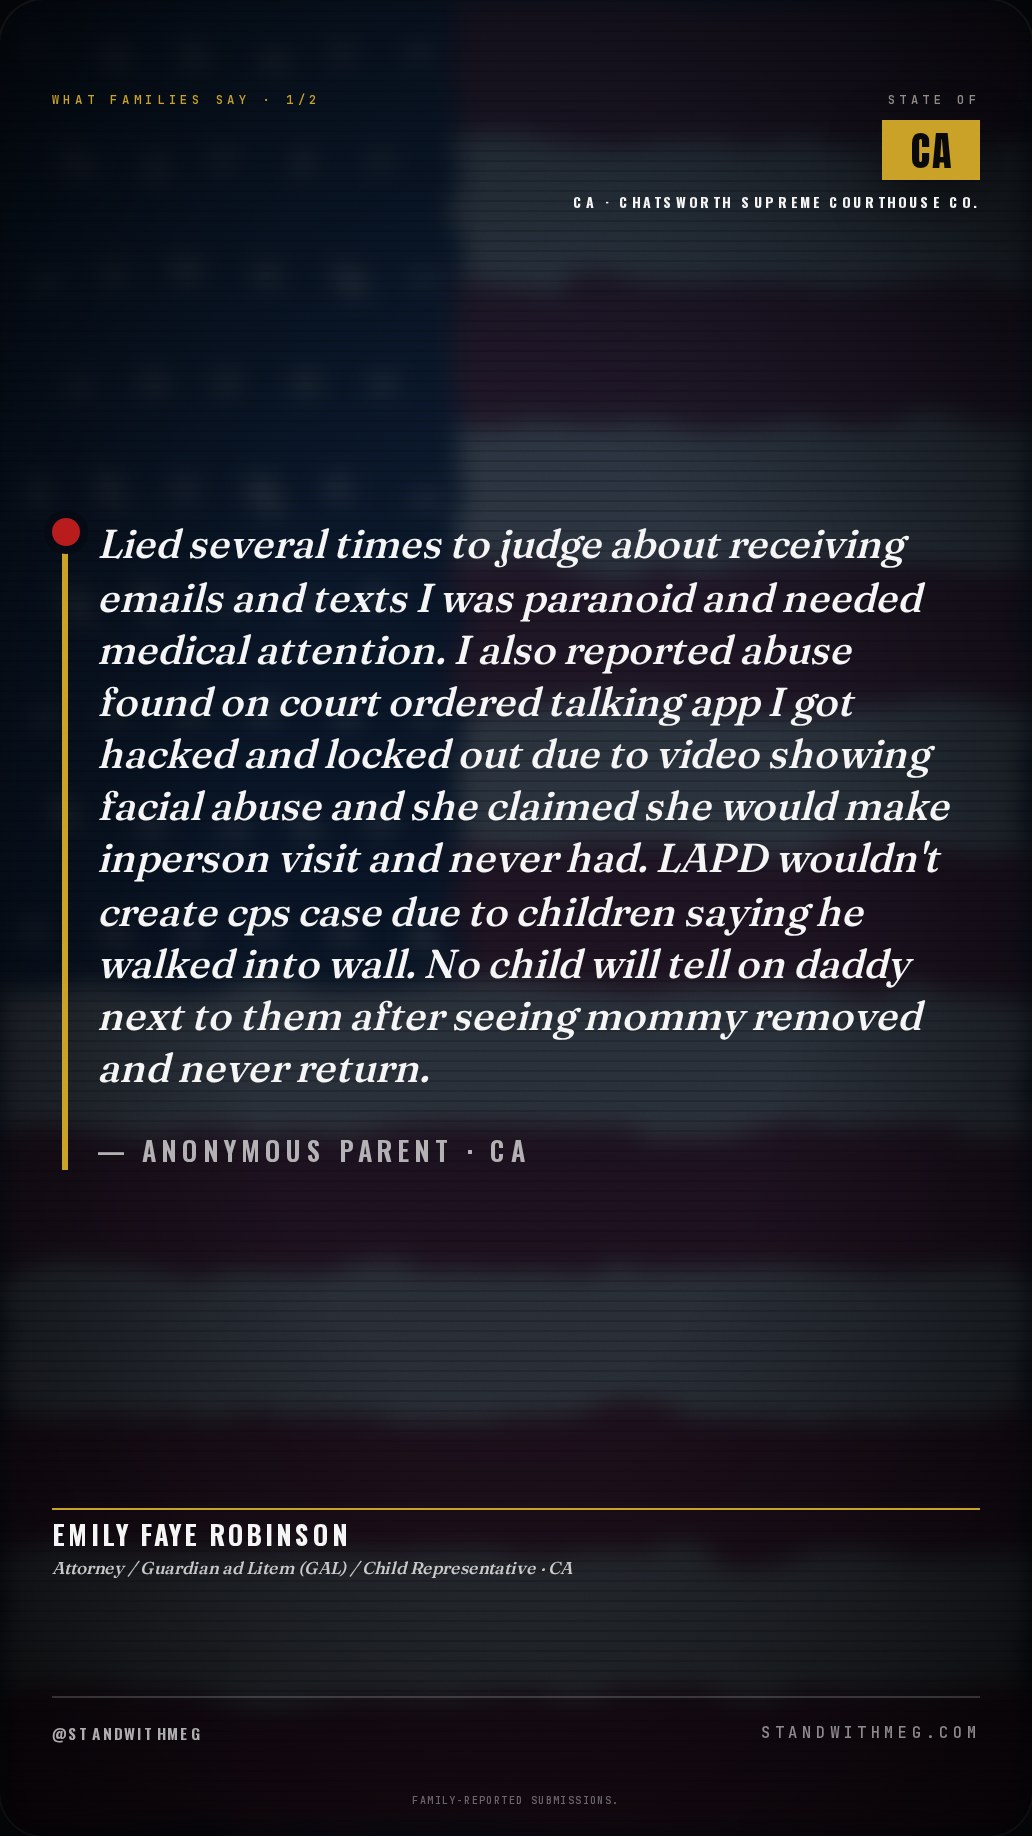 WHAT FAMILIES SAY · 1/2
STATE OF
CA
CA · CHATSWORTH SUPREME COURTHOUSE CO.
Lied several times to judge about receiving
emails and texts I was paranoid and needed
medical attention. I also reported abuse
found on court ordered talking app I got
hacked and locked out due to video showing
facial abuse and she claimed she would make
inperson visit and never had. LAPD wouldn't
create cps case due to children saying he
walked into wall. No child will tell on daddy
next to them after seeing mommy removed
and never return.
— ANONYMOUS PARENT · CA
EMILY FAYE ROBINSON
Attorney / Guardian ad Litem (GAL) / Child Representative · CA
@STANDWITHMEG
STANDWITHMEG.COM
FAMILY-REPORTED SUBMISSIONS.